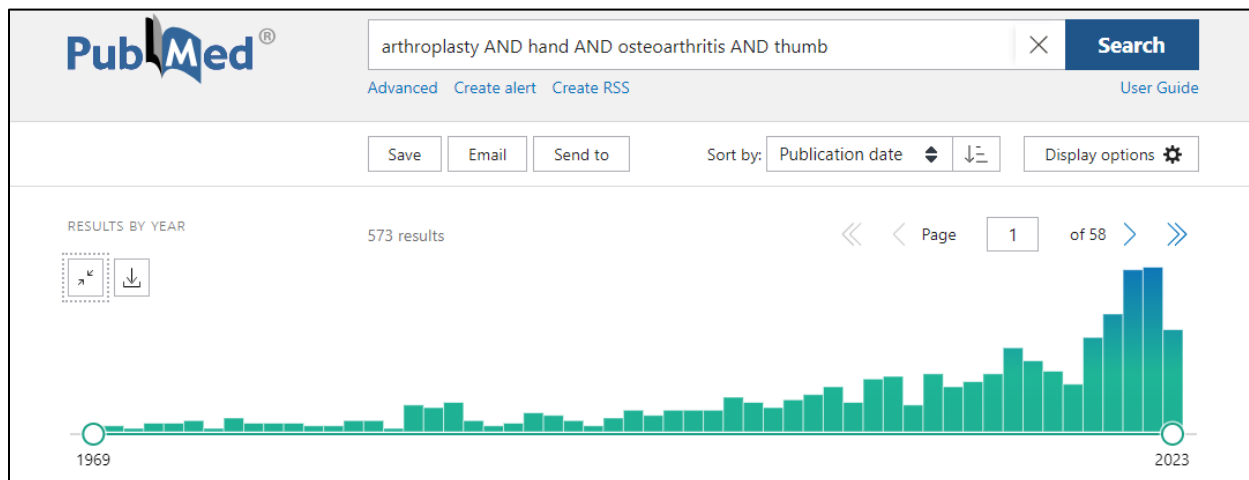 PubMed®
arthroplasty AND hand AND osteoarthritis AND thumb
Search
Advanced Create alert Create RSS
User Guide
Save Email Send to
Sort by: Publication date
Display options
RESULTS BY YEAR
573 results
Page 1 of 58
1969
2023